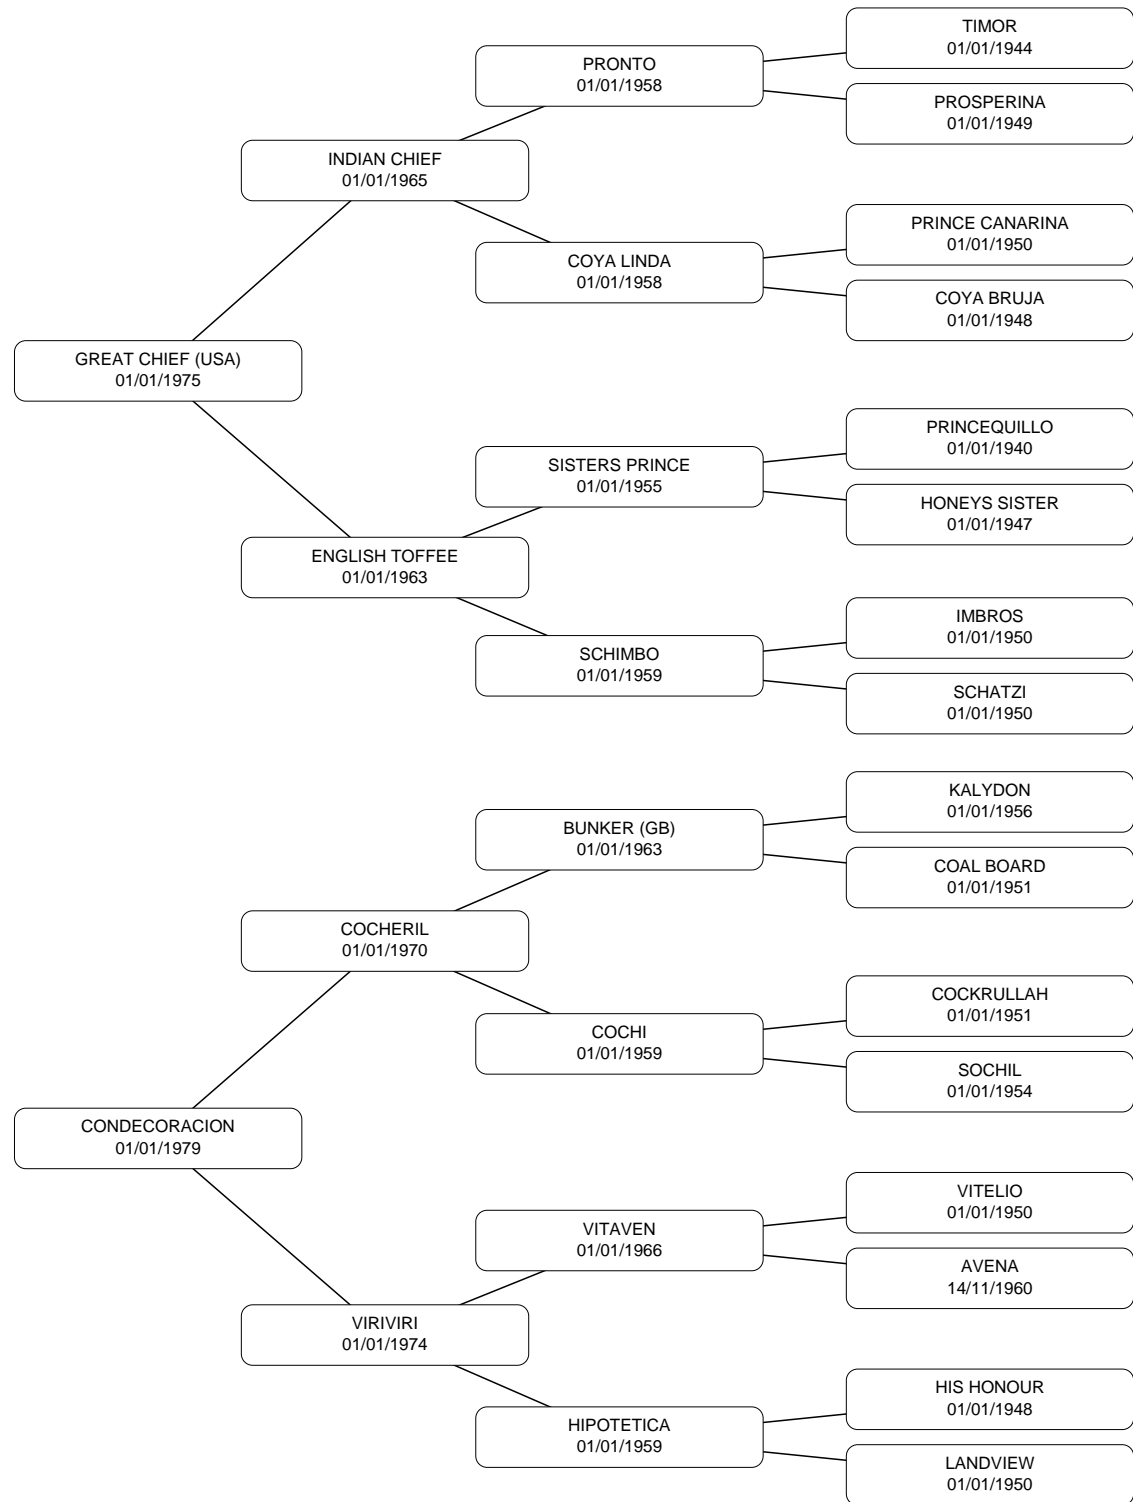 TIMOR
01/01/1944
PRONTO
01/01/1958
PROSPERINA
01/01/1949
INDIAN CHIEF
01/01/1965
PRINCE CANARINA
01/01/1950
COYA LINDA
01/01/1958
COYA BRUJA
01/01/1948
GREAT CHIEF (USA)
01/01/1975
PRINCEQUILLO
01/01/1940
SISTERS PRINCE
01/01/1955
HONEYS SISTER
01/01/1947
ENGLISH TOFFEE
01/01/1963
IMBROS
01/01/1950
SCHIMBO
01/01/1959
SCHATZI
01/01/1950
KALYDON
01/01/1956
BUNKER (GB)
01/01/1963
COAL BOARD
01/01/1951
COCHERIL
01/01/1970
COCKRULLAH
01/01/1951
COCHI
01/01/1959
SOCHIL
01/01/1954
CONDECORACION
01/01/1979
VITELIO
01/01/1950
VITAVEN
01/01/1966
AVENA
14/11/1960
VIRIVIRI
01/01/1974
HIS HONOUR
01/01/1948
HIPOTETICA
01/01/1959
LANDVIEW
01/01/1950